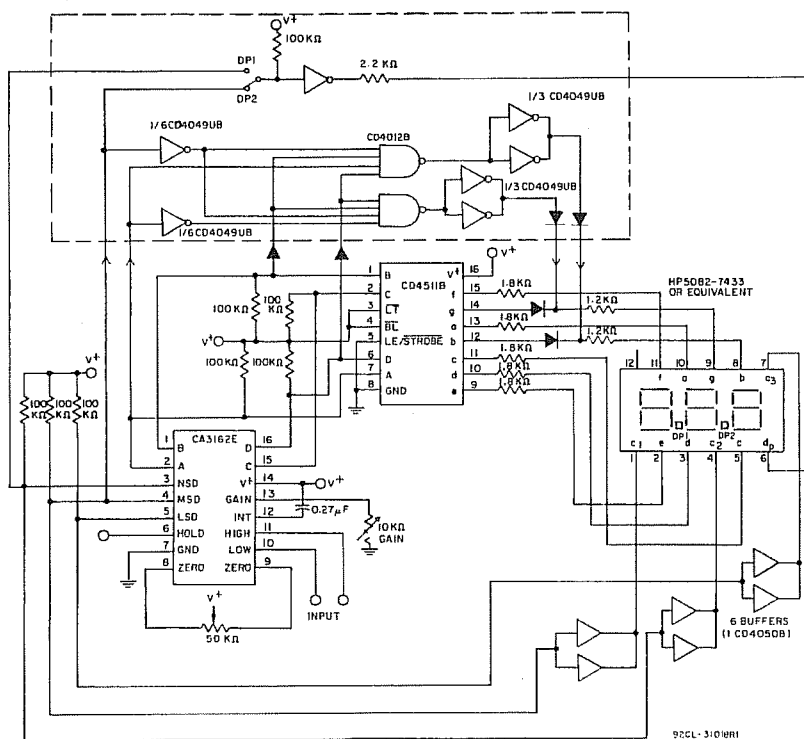 V+
100KΩ
DP1
DP2
2.2 KΩ
1/6CD4049UB
CD4012B
1/3 CD4049UB
1/3 CD4049UB
1/6CD4049UB
V+
1 B
2 C
3 LT
4 BL
5 LE/STROBE
6 D
7 A
8 GND
CD4511B
V+ 16
f 15
g 14
a 13
b 12
c 11
d 10
e 9
1.8KΩ
1.2KΩ
1.8KΩ
1.2KΩ
1.8KΩ
1.8KΩ
1.8KΩ
HP5082-7433
OR EQUIVALENT
100KΩ
100
KΩ
V+
100KΩ
100KΩ
V+
100
KΩ
100
KΩ
100
KΩ
12 11 10 9 8 7
f a g b c3
DP1 DP2
c1 e d c2 c dp
1 2 3 4 5 6
CA3162E
1 B
2 A
3 NSD
4 MSD
5 LSD
6 HOLD
7 GND
8 ZERO
D 16
C 15
V+ 14
GAIN 13
INT 12
HIGH 11
LOW 10
ZERO 9
V+
0.27µF
10KΩ
GAIN
V+
50 KΩ
INPUT
6 BUFFERS
(1 CD4050B)
92CL-31018R1